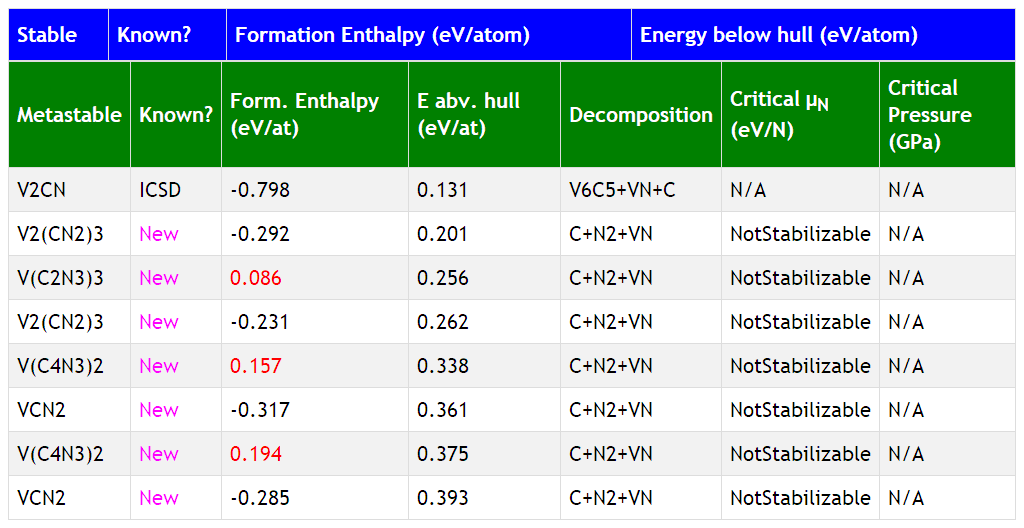 Stable Known? Formation Enthalpy (eV/atom) Energy below hull (eV/atom)
Metastable Known? Form. Enthalpy (eV/at) E abv. hull (eV/at) Decomposition Critical μN (eV/N) Critical Pressure (GPa)
V2CN ICSD -0.798 0.131 V6C5+VN+C N/A N/A
V2(CN2)3 New -0.292 0.201 C+N2+VN NotStabilizable N/A
V(C2N3)3 New 0.086 0.256 C+N2+VN NotStabilizable N/A
V2(CN2)3 New -0.231 0.262 C+N2+VN NotStabilizable N/A
V(C4N3)2 New 0.157 0.338 C+N2+VN NotStabilizable N/A
VCN2 New -0.317 0.361 C+N2+VN NotStabilizable N/A
V(C4N3)2 New 0.194 0.375 C+N2+VN NotStabilizable N/A
VCN2 New -0.285 0.393 C+N2+VN NotStabilizable N/A